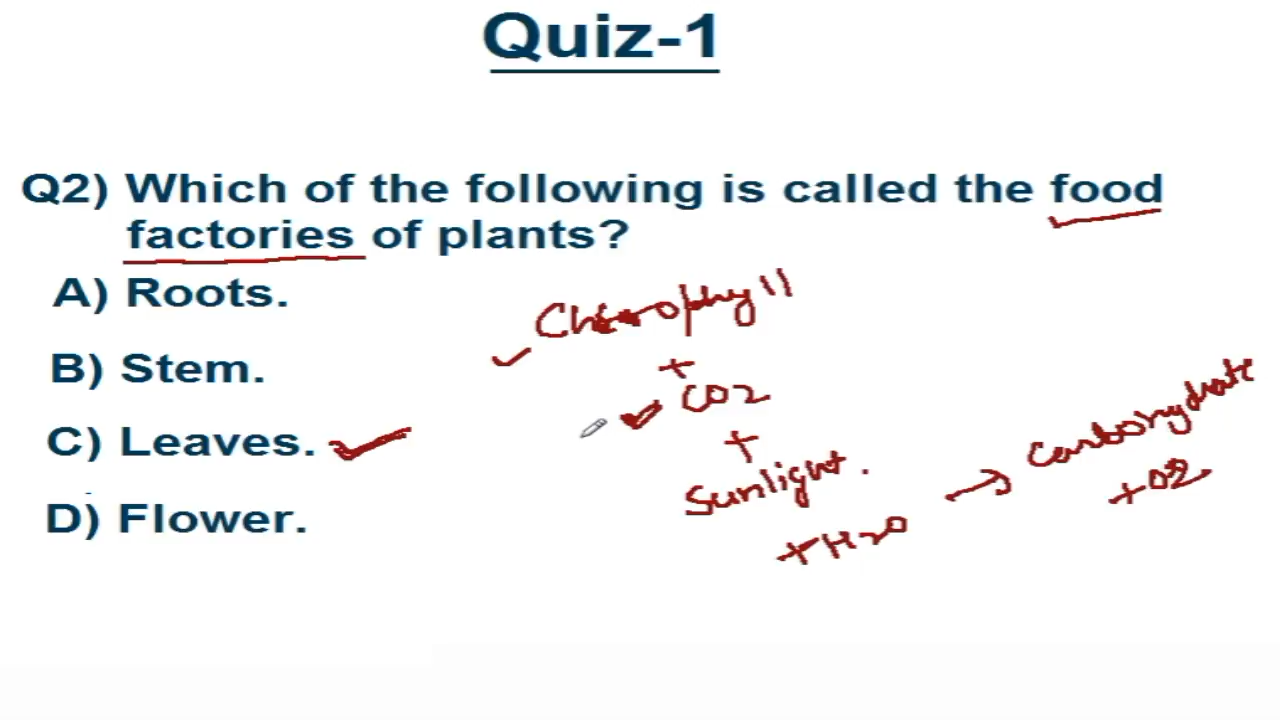 Quiz-1
Q2) Which of the following is called the food
factories of plants?
A) Roots.
B) Stem.
C) Leaves.
D) Flower.
Chlorophyll
+
CO2
+
Sunlight.
+ H2O
→ Carbohydrate
+ O2